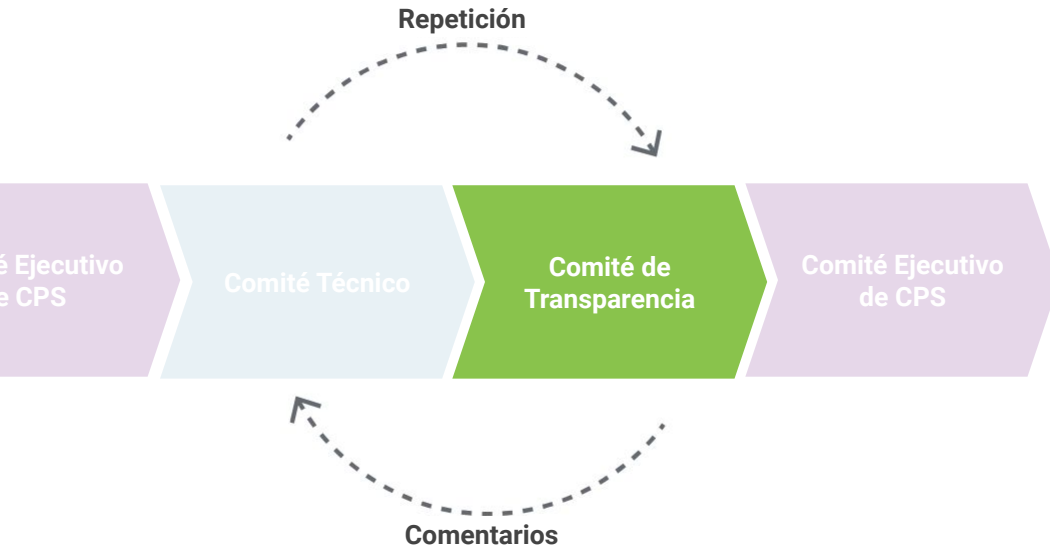 Repetición
é Ejecutivo
e CPS
Comité Técnico
Comité de
Transparencia
Comité Ejecutivo
de CPS
Comentarios